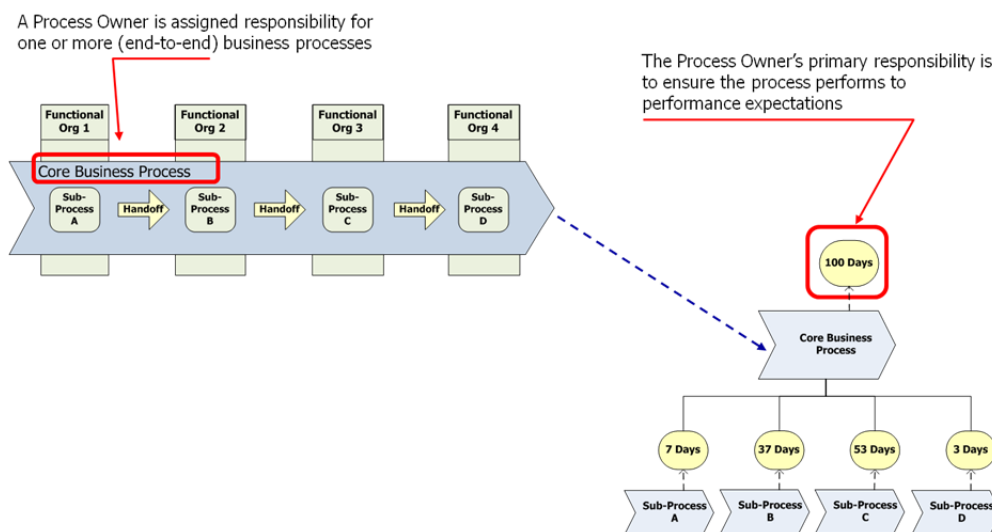 A Process Owner is assigned responsibility for
one or more (end-to-end) business processes
The Process Owner's primary responsibility is
to ensure the process performs to
performance expectations
Functional
Org 1
Functional
Org 2
Functional
Org 3
Functional
Org 4
Core Business Process
Sub-
Process
A
Handoff
Sub-
Process
B
Handoff
Sub-
Process
C
Handoff
Sub-
Process
D
100 Days
Core Business
Process
7 Days
37 Days
53 Days
3 Days
Sub-Process
A
Sub-Process
B
Sub-Process
C
Sub-Process
D